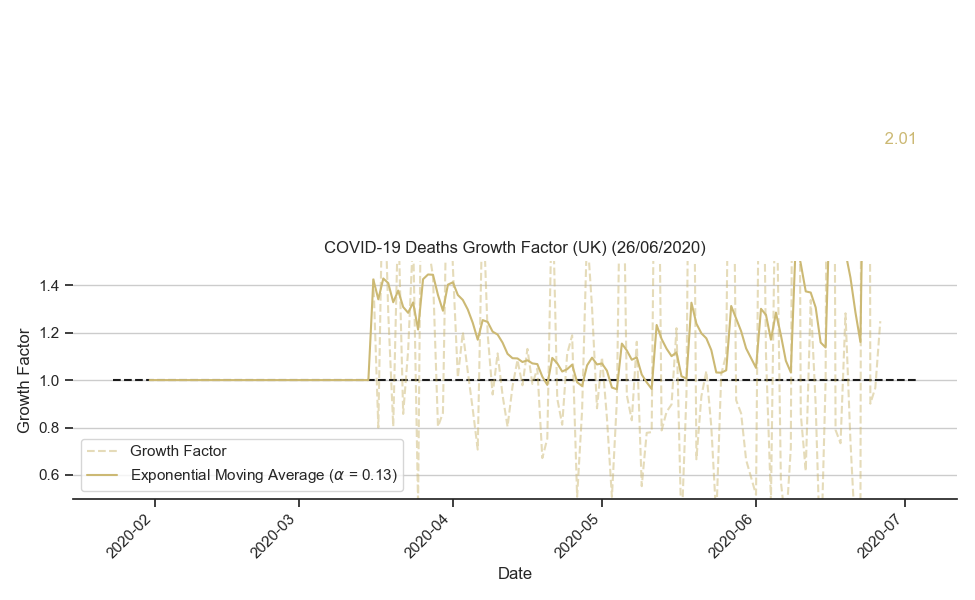 2.01
COVID-19 Deaths Growth Factor (UK) (26/06/2020)
1.4
1.2
1.0
0.8
0.6
Growth Factor
Growth Factor
Exponential Moving Average (α = 0.13)
2020-02
2020-03
2020-04
2020-05
2020-06
2020-07
Date